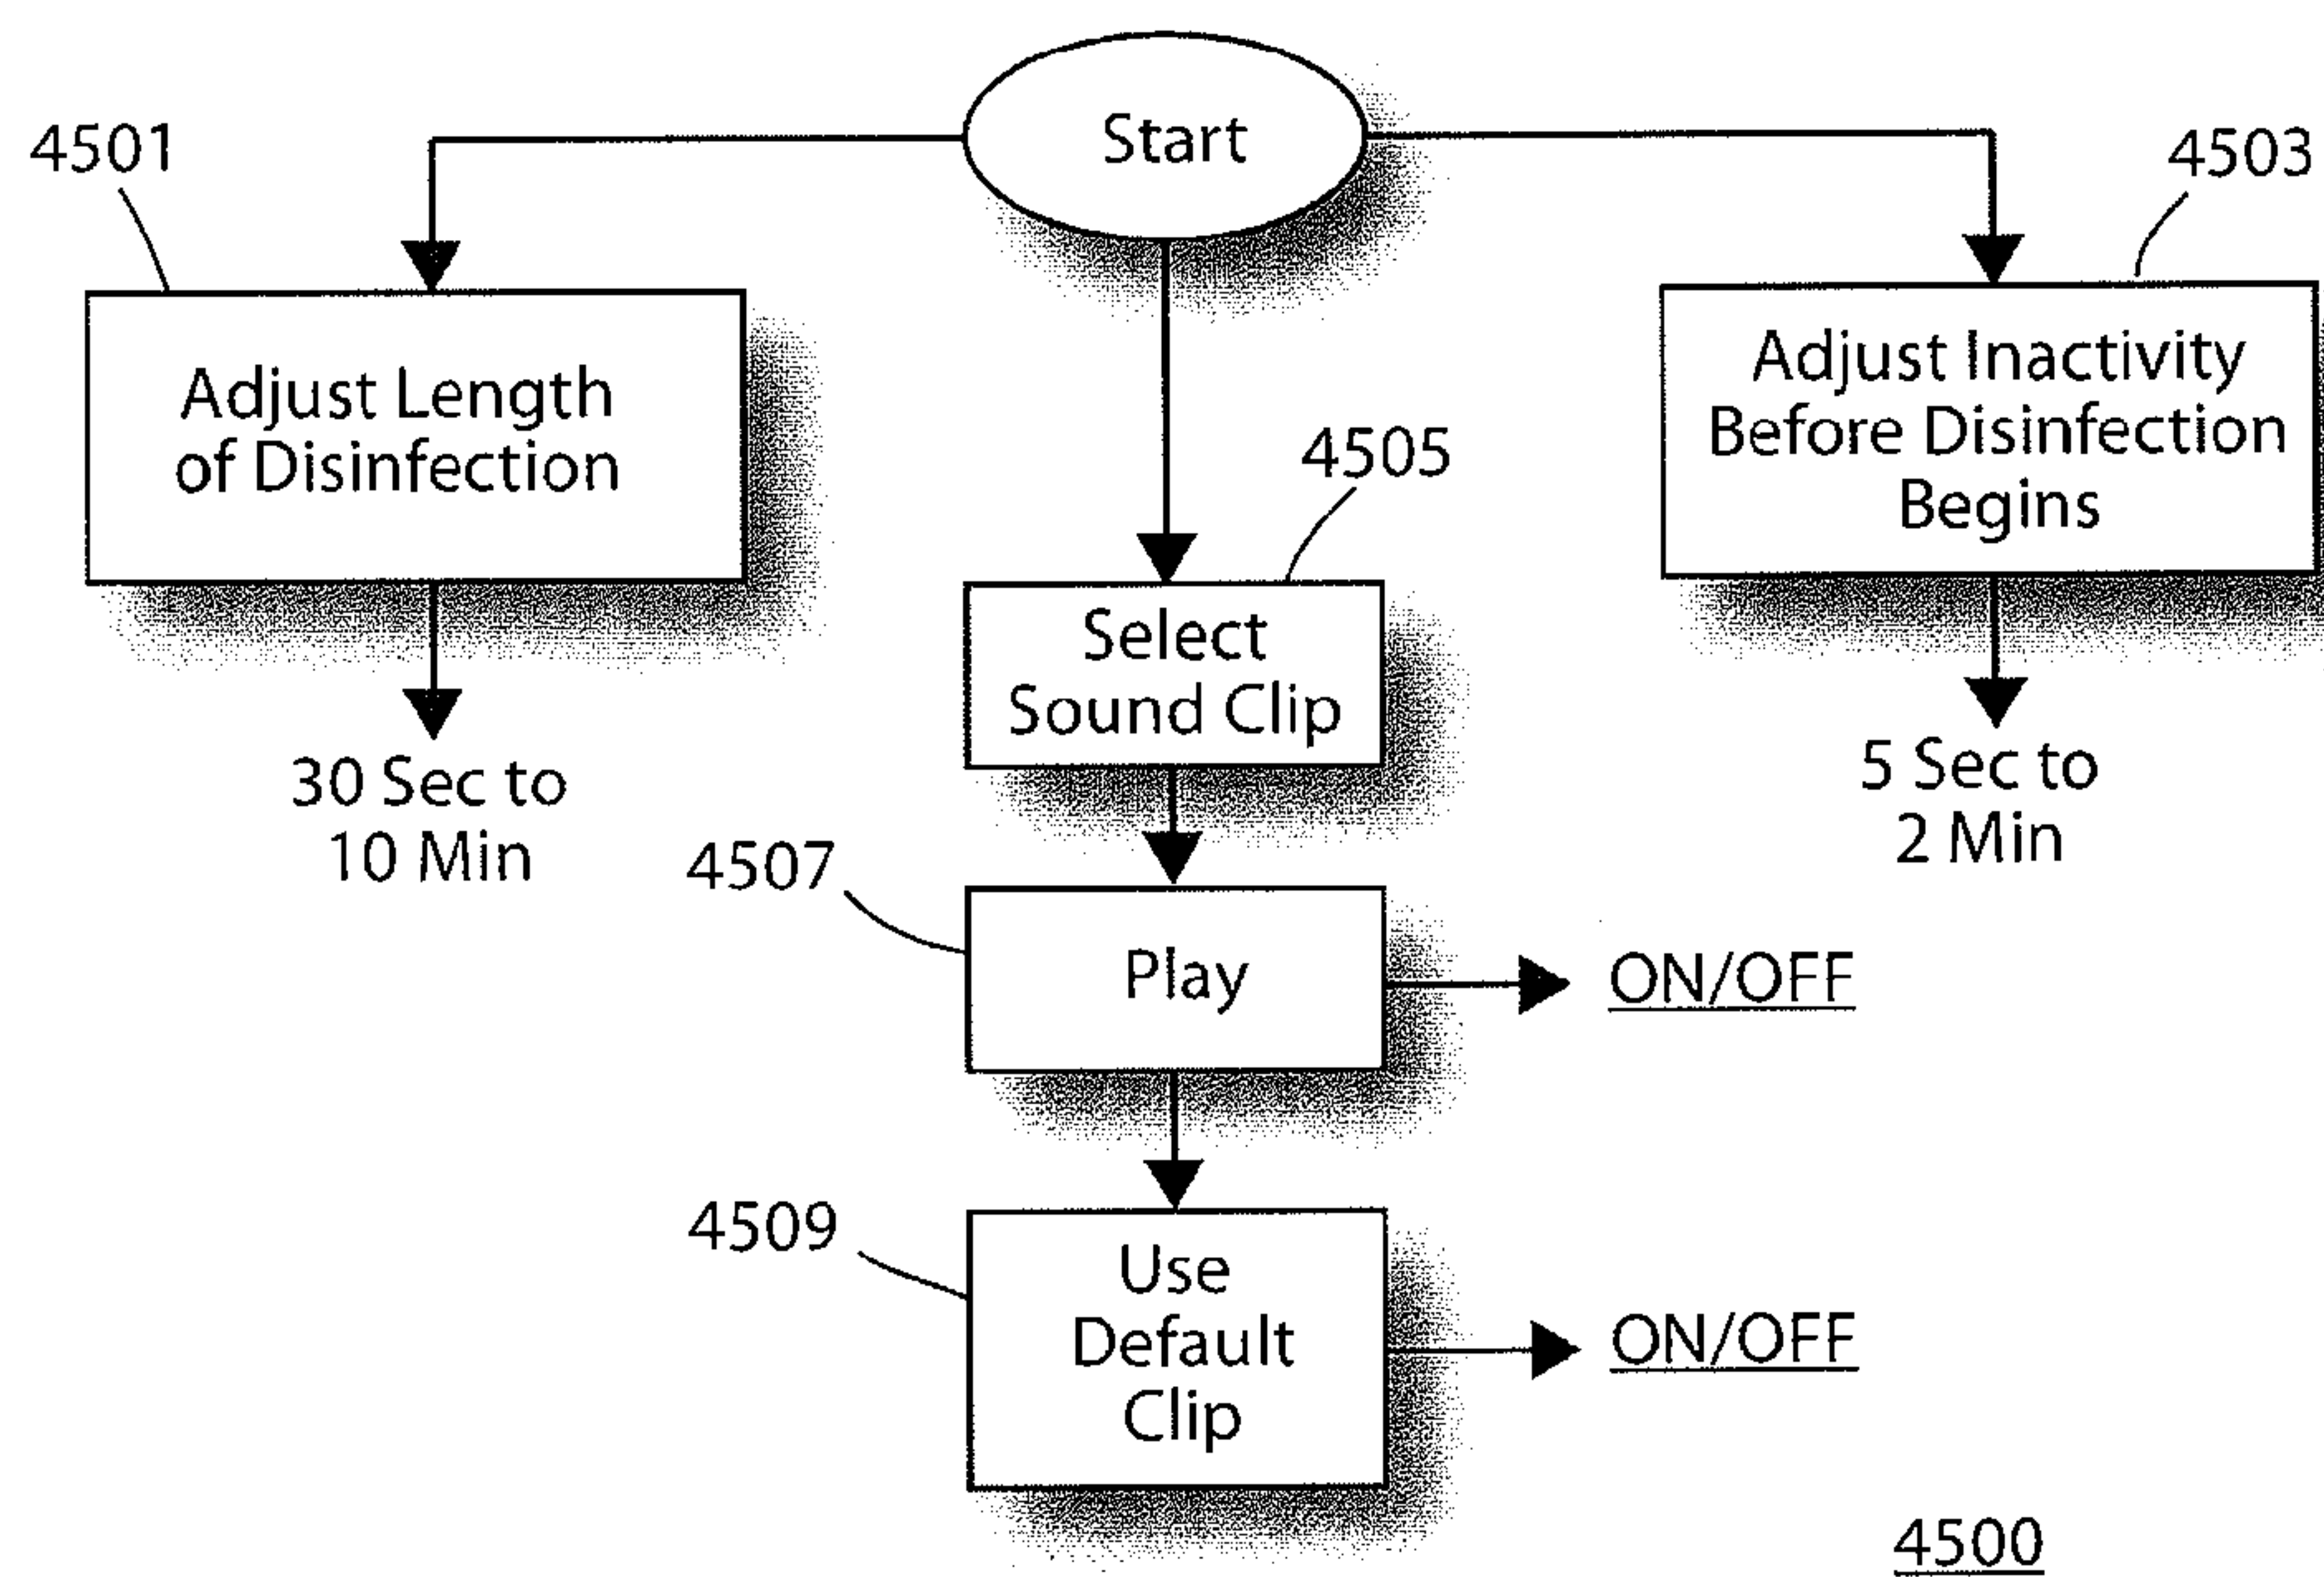 Start
4501
4503
Adjust Length
of Disinfection
Adjust Inactivity
Before Disinfection
Begins
4505
Select
Sound Clip
30 Sec to
10 Min
5 Sec to
2 Min
4507
Play
ON/OFF
4509
Use
Default
Clip
ON/OFF
4500